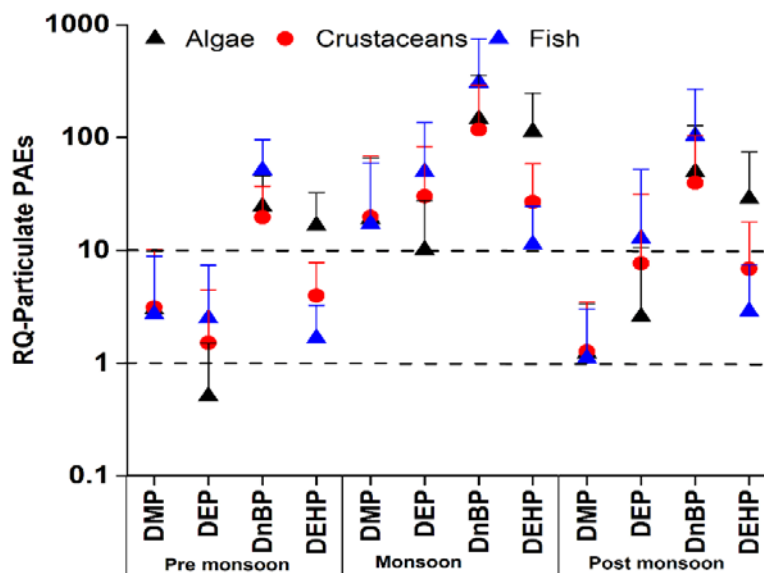 1000
Algae Crustaceans Fish
100
10
1
0.1
RQ-Particulate PAEs
DMP DEP DnBP DEHP DMP DEP DnBP DEHP DMP DEP DnBP DEHP
Pre monsoon Monsoon Post monsoon